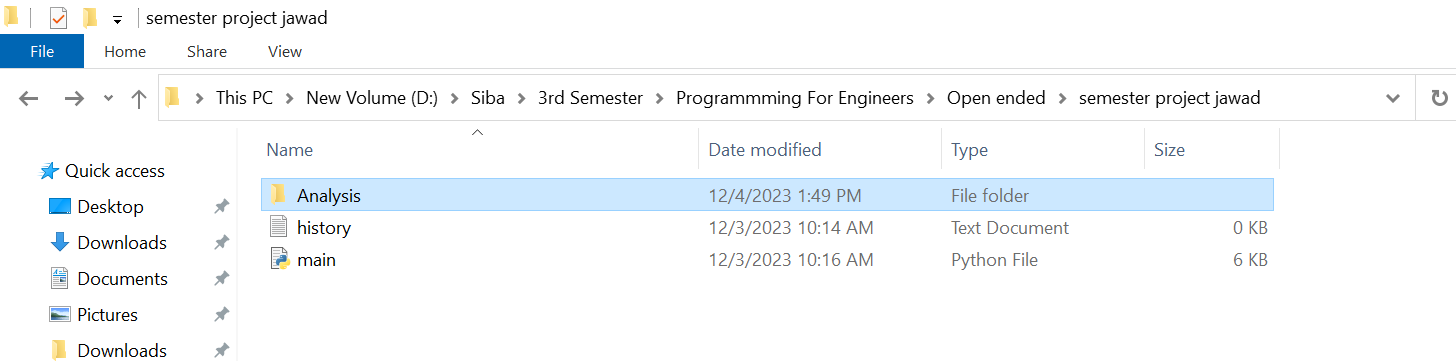 semester project jawad
File Home Share View
This PC New Volume (D:) Siba 3rd Semester Programmming For Engineers Open ended semester project jawad
Name Date modified Type Size
Quick access
Analysis 12/4/2023 1:49 PM File folder
Desktop
history 12/3/2023 10:14 AM Text Document 0 KB
Downloads
main 12/3/2023 10:16 AM Python File 6 KB
Documents
Pictures
Downloads